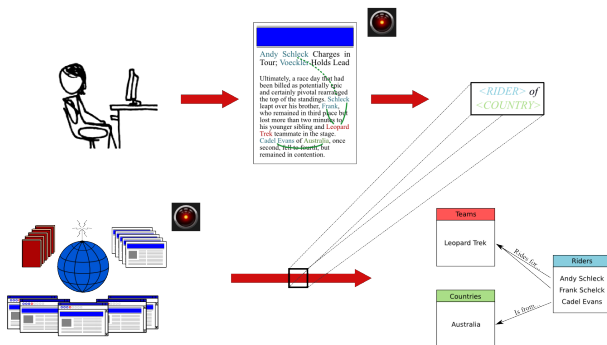 Andy Schleck Charges in
Tour; Voeckler Holds Lead
Ultimately, a race day that had
been billed as potentially epic
and certainly pivotal rearranged
the top of the standings. Schleck
leapt over his brother, Frank,
who remained in third place but
lost more than two minutes to
his younger sibling and Leopard
Trek teammate in the stage.
Cadel Evans of Australia, once
second, fell to fourth, but
remained in contention.
<RIDER> of
<COUNTRY>
Teams
Leopard Trek
Rides for...
Riders
Andy Schleck
Frank Schelck
Cadel Evans
Is from...
Countries
Australia